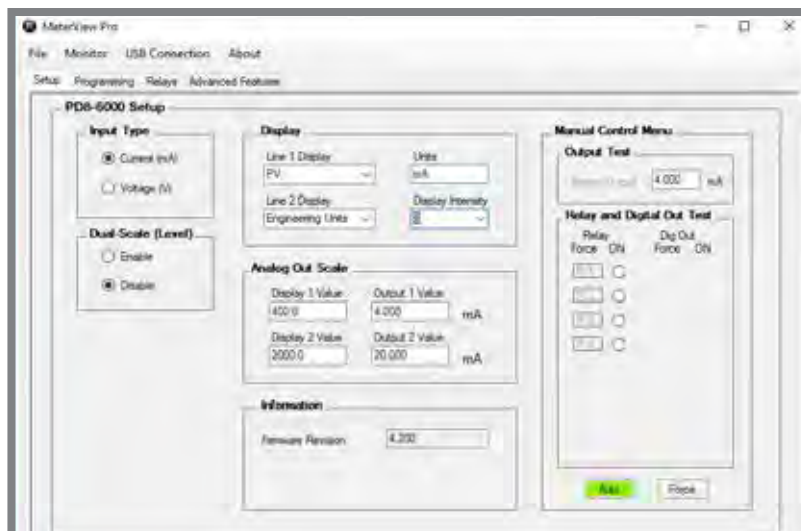 MeterView Pro
File Monitor USB Connection About
Setup Programming Relays Advanced Features
PD8-6000 Setup
Input Type
Current (mA)
Voltage (V)
Dual-Scale (Level)
Enable
Disable
Display
Line 1 Display Units
PV mA
Line 2 Display Display Intensity
Engineering Units
Analog Out Scale
Display 1 Value Output 1 Value
400.0 4.000 mA
Display 2 Value Output 2 Value
2000.0 20.000 mA
Information
Firmware Revision 4.200
Manual Control Menu
Output Test
4.000 mA
Relay and Digital Out Test
Relay Dig Out
Force ON Force ON
Auto Force